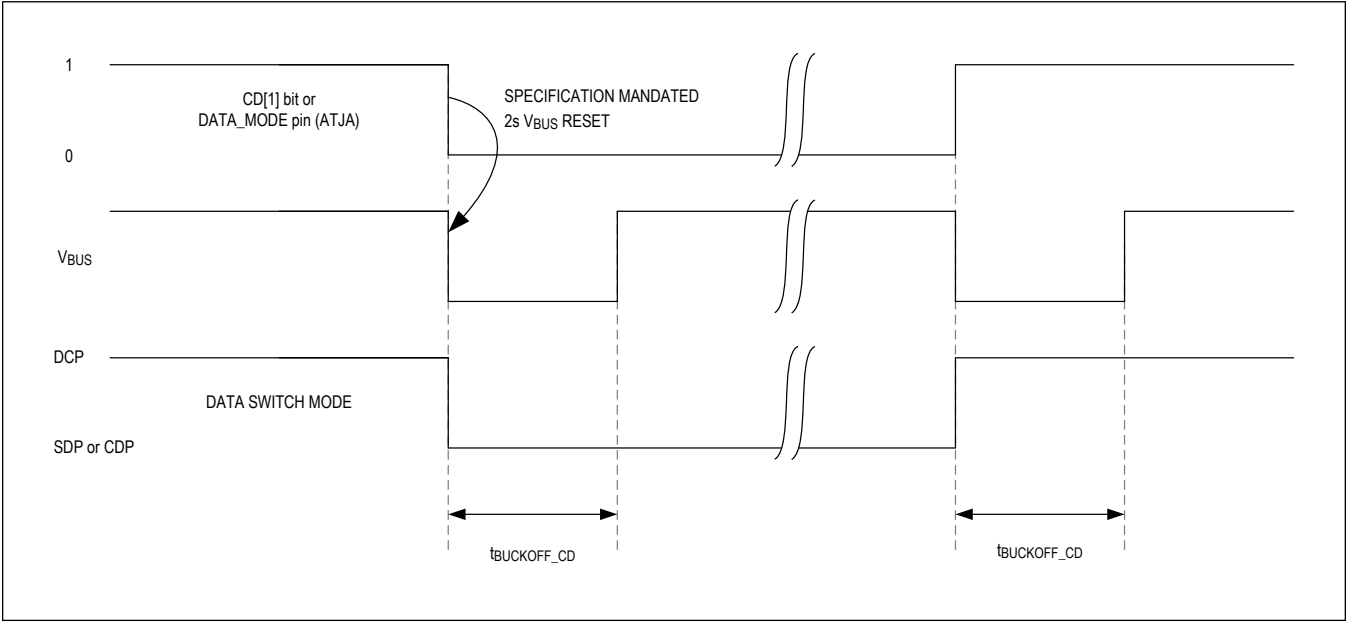 1
CD[1] bit or
DATA_MODE pin (ATJA)
0
SPECIFICATION MANDATED
2s VBUS RESET
VBUS
DCP
DATA SWITCH MODE
SDP or CDP
tBUCKOFF_CD
tBUCKOFF_CD